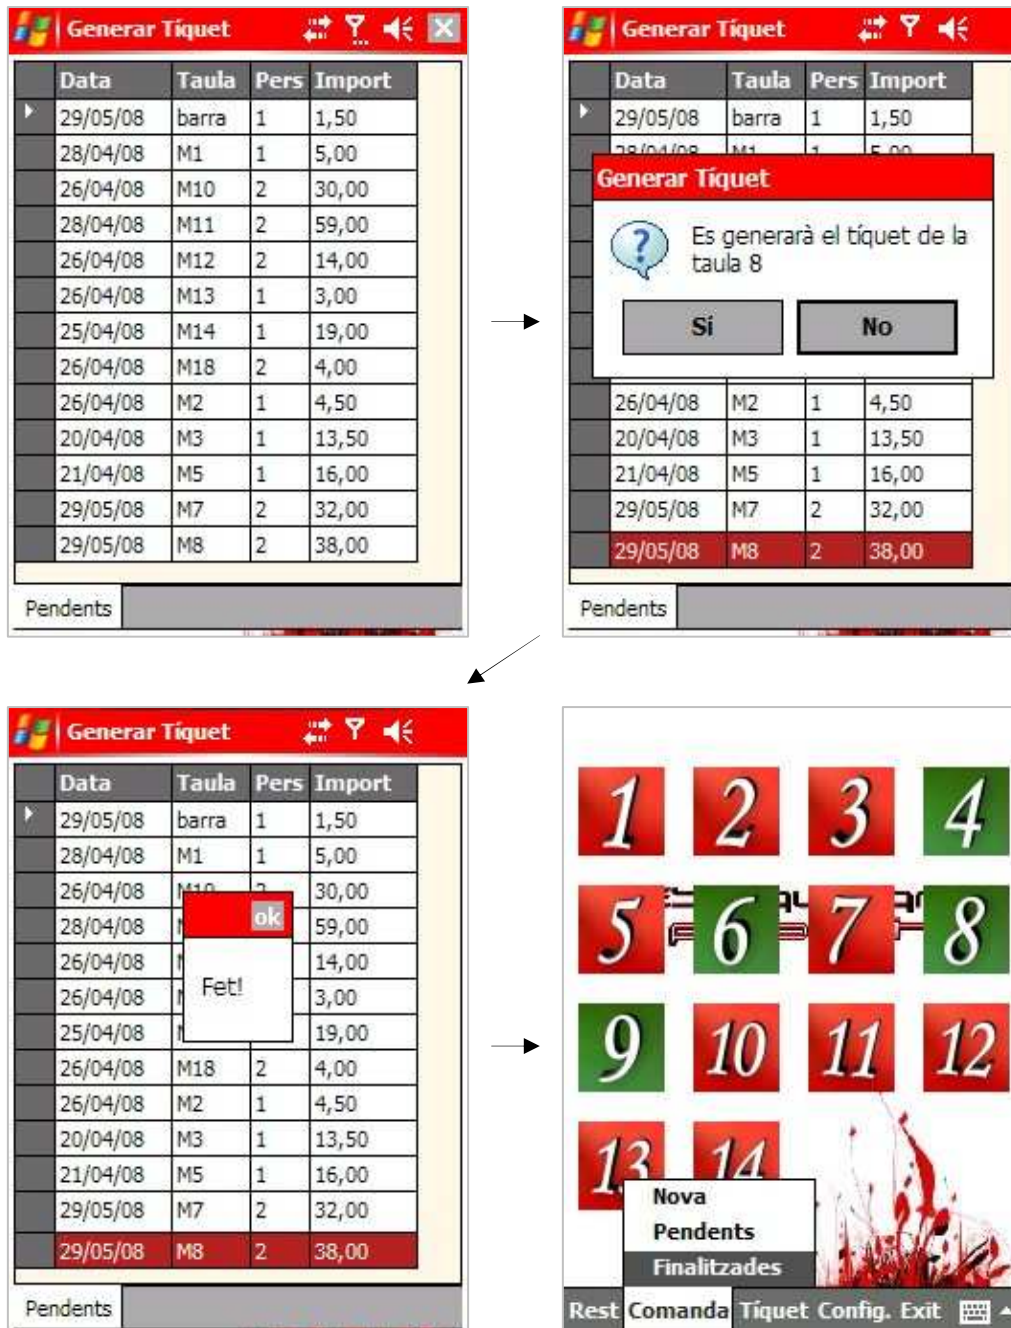 Generar Tíquet
Data Taula Pers Import
29/05/08 barra 1 1,50
28/04/08 M1 1 5,00
26/04/08 M10 2 30,00
28/04/08 M11 2 59,00
26/04/08 M12 2 14,00
26/04/08 M13 1 3,00
25/04/08 M14 1 19,00
26/04/08 M18 2 4,00
26/04/08 M2 1 4,50
20/04/08 M3 1 13,50
21/04/08 M5 1 16,00
29/05/08 M7 2 32,00
29/05/08 M8 2 38,00
Pendents
Generar Tíquet
Data Taula Pers Import
29/05/08 barra 1 1,50
28/04/08 M1 1 5,00
Generar Tíquet
Es generarà el tíquet de la
taula 8
Sí No
26/04/08 M2 1 4,50
20/04/08 M3 1 13,50
21/04/08 M5 1 16,00
29/05/08 M7 2 32,00
29/05/08 M8 2 38,00
Pendents
Generar Tíquet
Data Taula Pers Import
29/05/08 barra 1 1,50
28/04/08 M1 1 5,00
26/04/08 M10 2 30,00
ok
28/04/08 59,00
26/04/08 14,00
Fet!
26/04/08 3,00
25/04/08 19,00
26/04/08 M18 2 4,00
26/04/08 M2 1 4,50
20/04/08 M3 1 13,50
21/04/08 M5 1 16,00
29/05/08 M7 2 32,00
29/05/08 M8 2 38,00
Pendents
1 2 3 4
5 6 7 8
9 10 11 12
13 14
Nova
Pendents
Finalitzades
Rest Comanda Tíquet Config. Exit